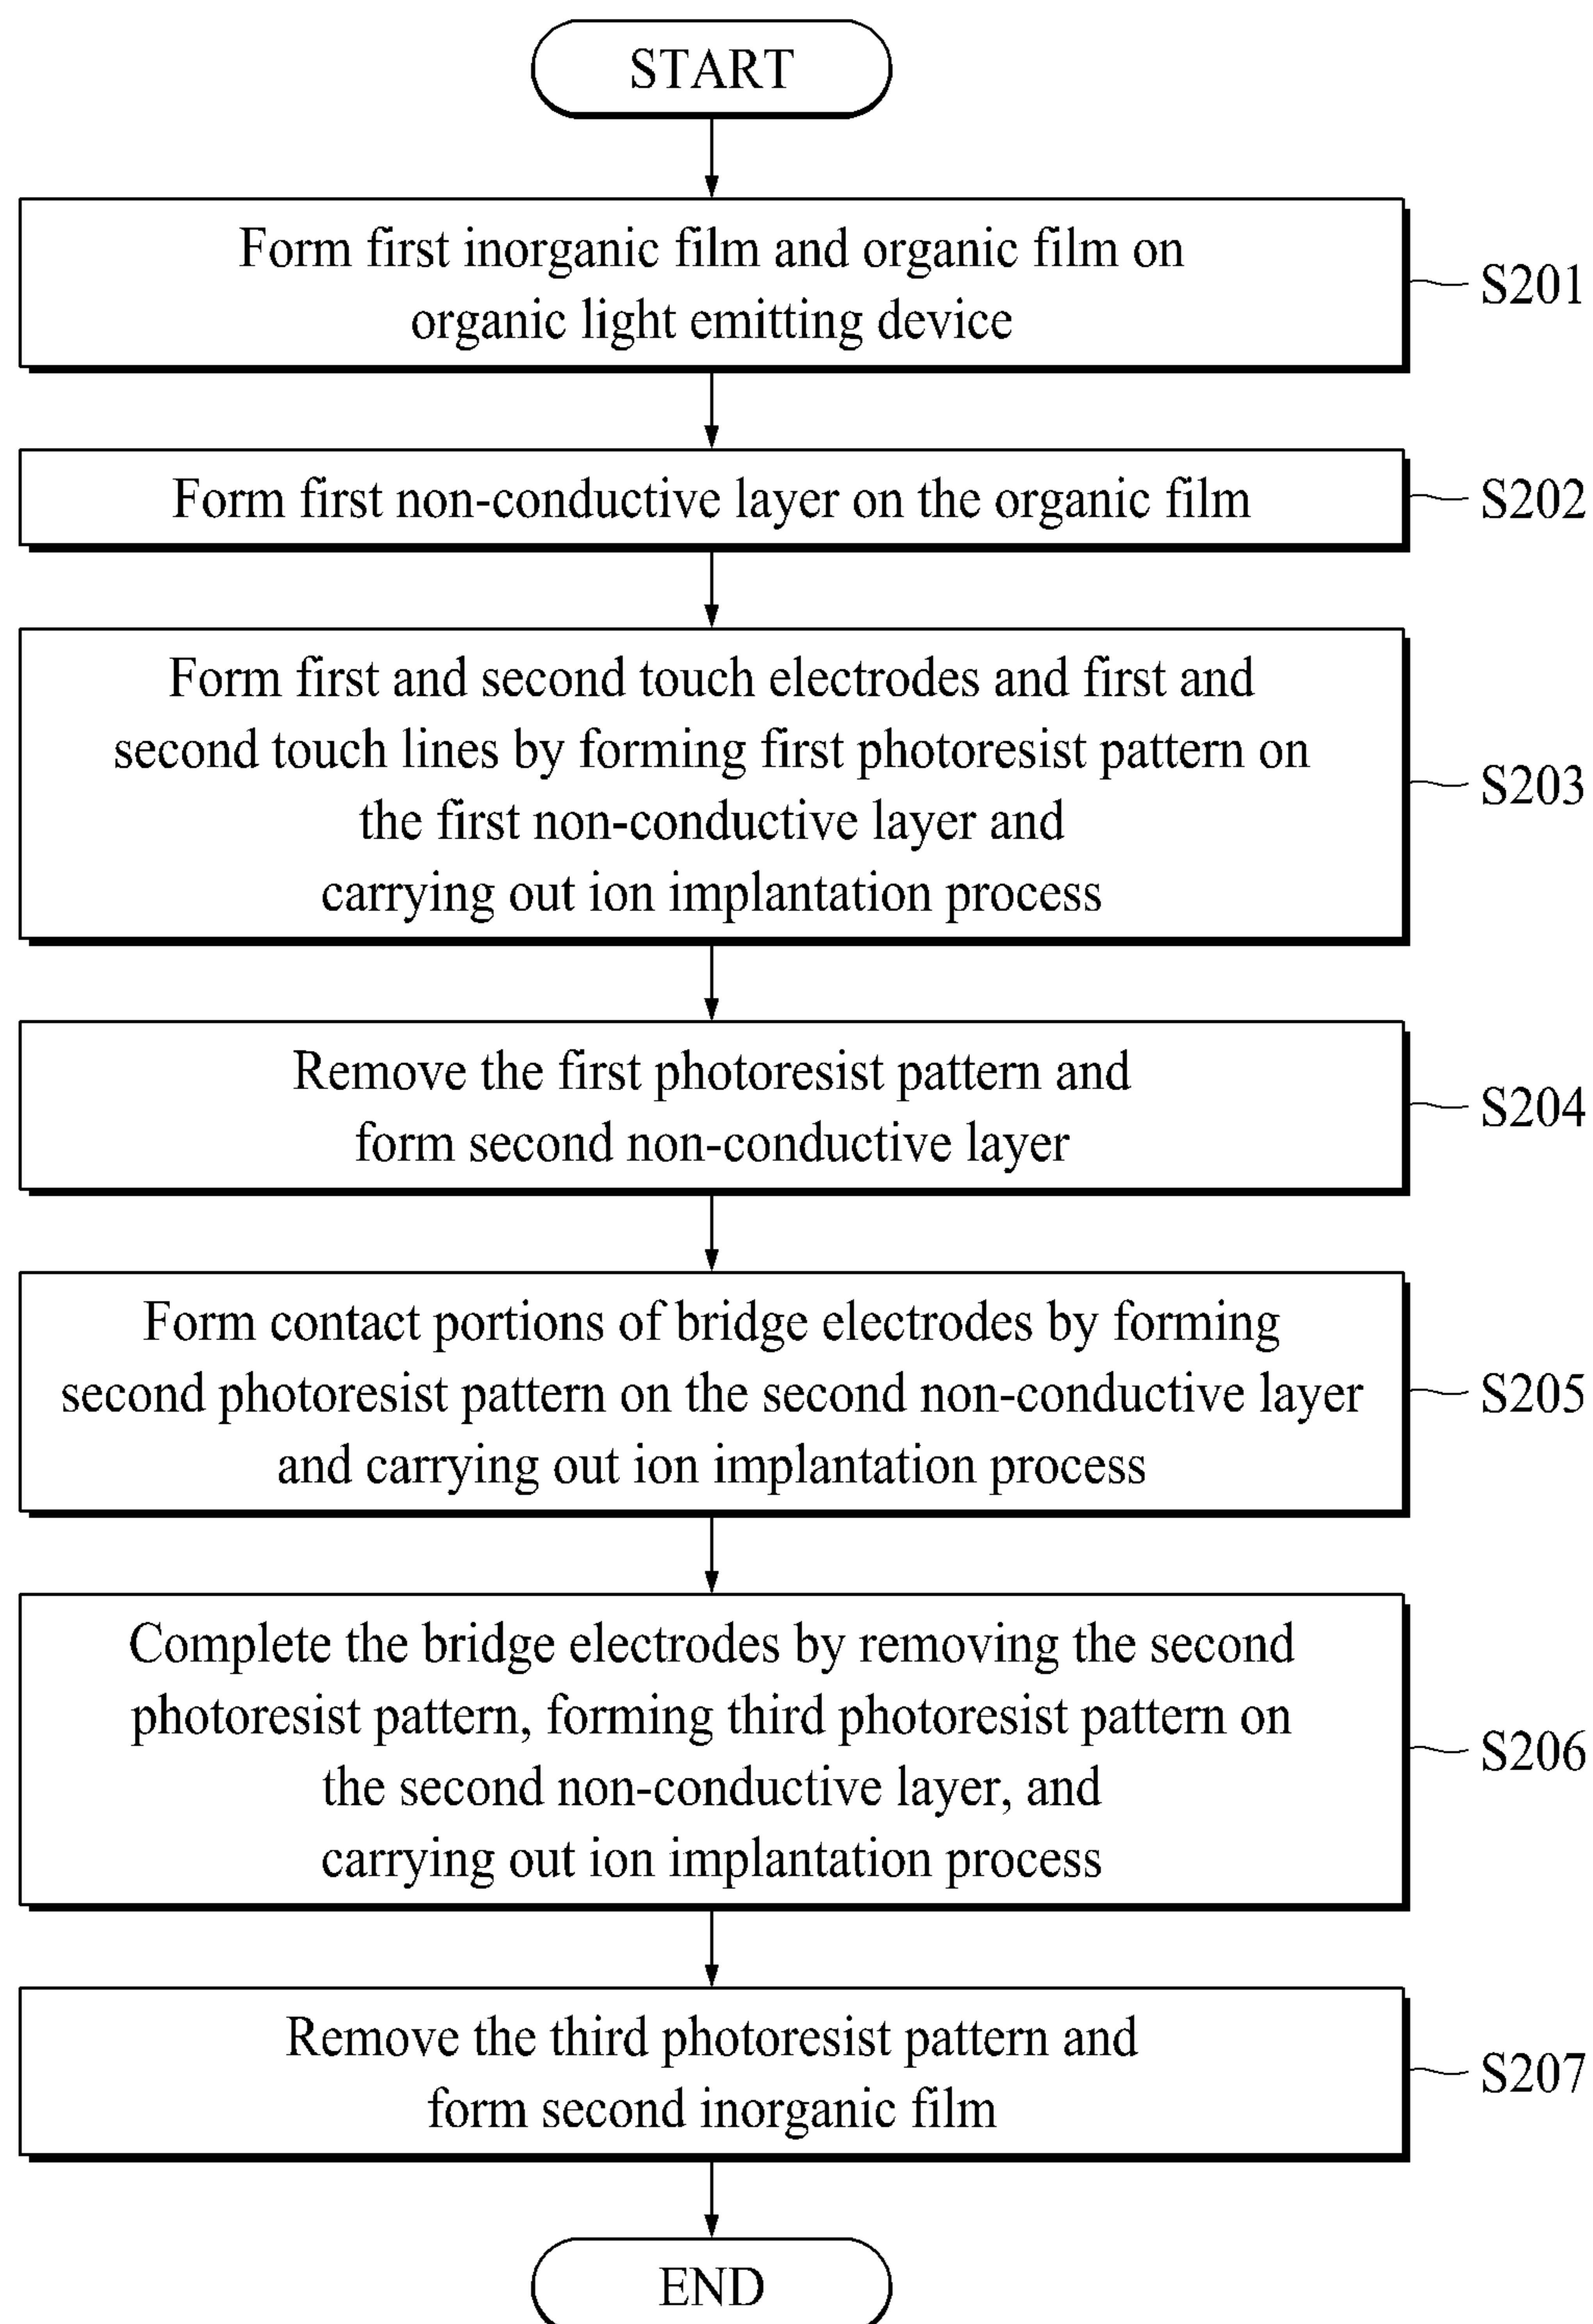 START
Form first inorganic film and organic film on
organic light emitting device
S201
Form first non-conductive layer on the organic film
S202
Form first and second touch electrodes and first and
second touch lines by forming first photoresist pattern on
the first non-conductive layer and
carrying out ion implantation process
S203
Remove the first photoresist pattern and
form second non-conductive layer
S204
Form contact portions of bridge electrodes by forming
second photoresist pattern on the second non-conductive layer
and carrying out ion implantation process
S205
Complete the bridge electrodes by removing the second
photoresist pattern, forming third photoresist pattern on
the second non-conductive layer, and
carrying out ion implantation process
S206
Remove the third photoresist pattern and
form second inorganic film
S207
END